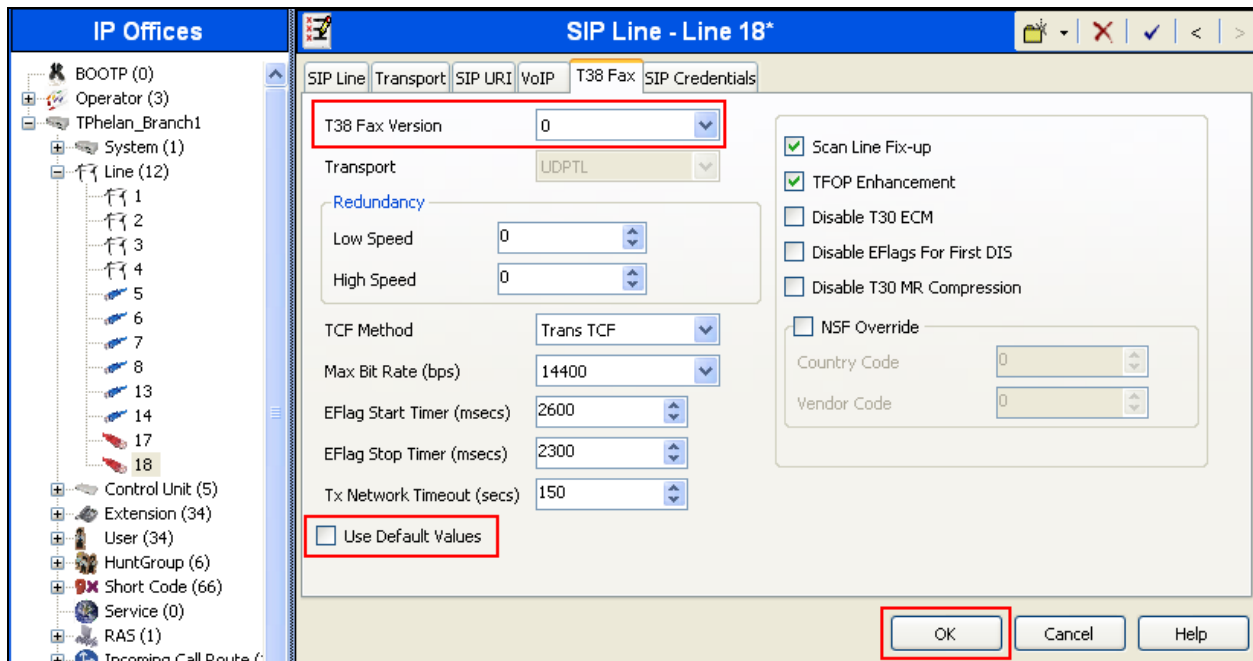 IP Offices
BOOTP (0)
Operator (3)
TPhelan_Branch1
System (1)
Line (12)
1
2
3
4
5
6
7
8
13
14
17
18
Control Unit (5)
Extension (34)
User (34)
HuntGroup (6)
Short Code (66)
Service (0)
RAS (1)
Incoming Call Route (
SIP Line - Line 18*
SIP Line Transport SIP URI VoIP T38 Fax SIP Credentials
T38 Fax Version 0
Transport UDPTL
Redundancy
Low Speed 0
High Speed 0
TCF Method Trans TCF
Max Bit Rate (bps) 14400
EFlag Start Timer (msecs) 2600
EFlag Stop Timer (msecs) 2300
Tx Network Timeout (secs) 150
Use Default Values
Scan Line Fix-up
TFOP Enhancement
Disable T30 ECM
Disable EFlags For First DIS
Disable T30 MR Compression
NSF Override
Country Code 0
Vendor Code 0
OK Cancel Help